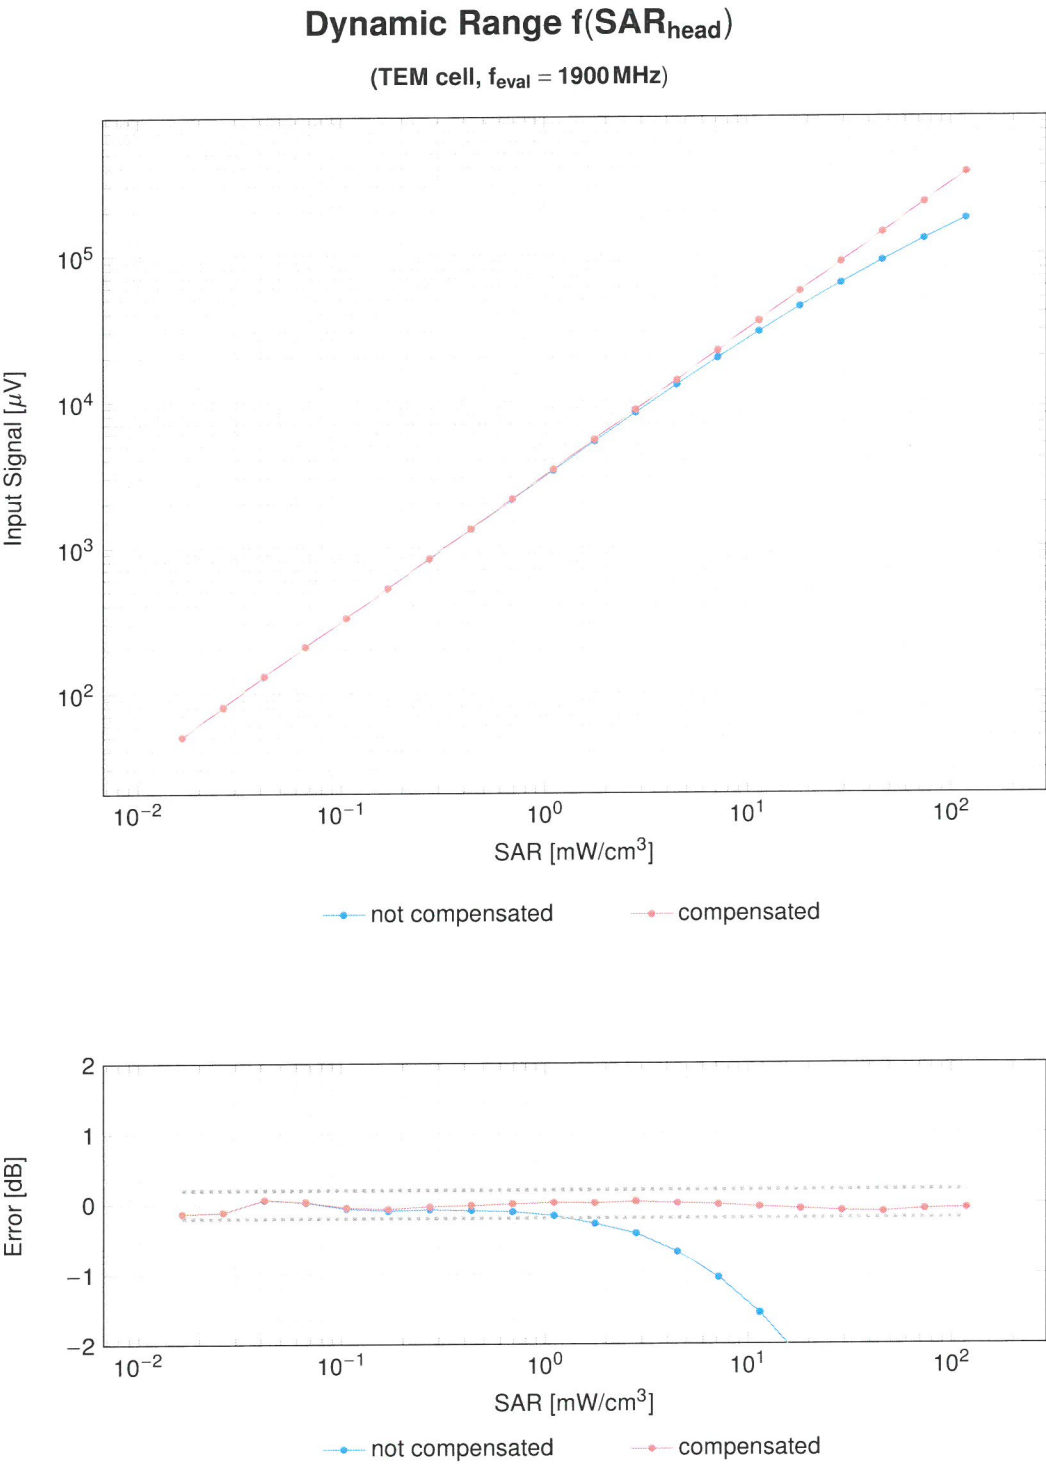 Dynamic Range f(SAR_head)
(TEM cell, f_eval = 1900 MHz)
Input Signal [µV]
10^5
10^4
10^3
10^2
10^−2 10^−1 10^0 10^1 10^2
SAR [mW/cm^3]
not compensated compensated
Error [dB]
2
1
0
−1
−2
10^−2 10^−1 10^0 10^1 10^2
SAR [mW/cm^3]
not compensated compensated